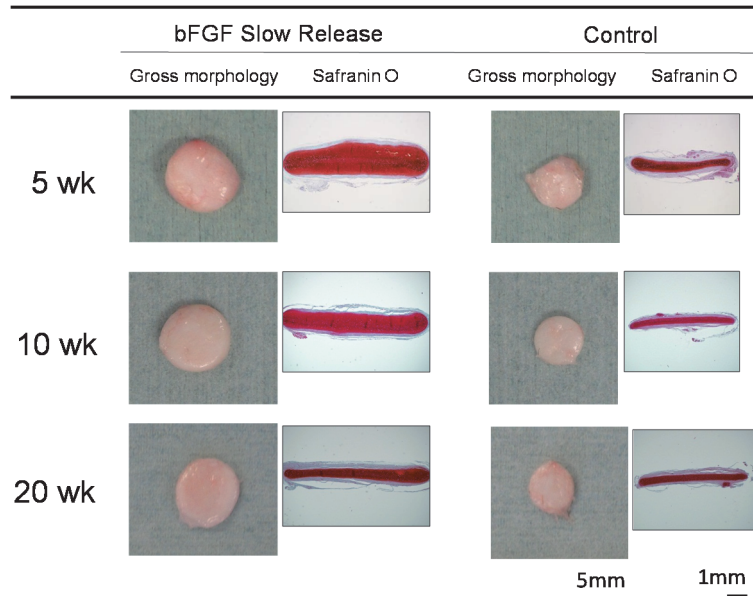 bFGF Slow Release Control
Gross morphology Safranin O Gross morphology Safranin O
5 wk
10 wk
20 wk
5mm 1mm